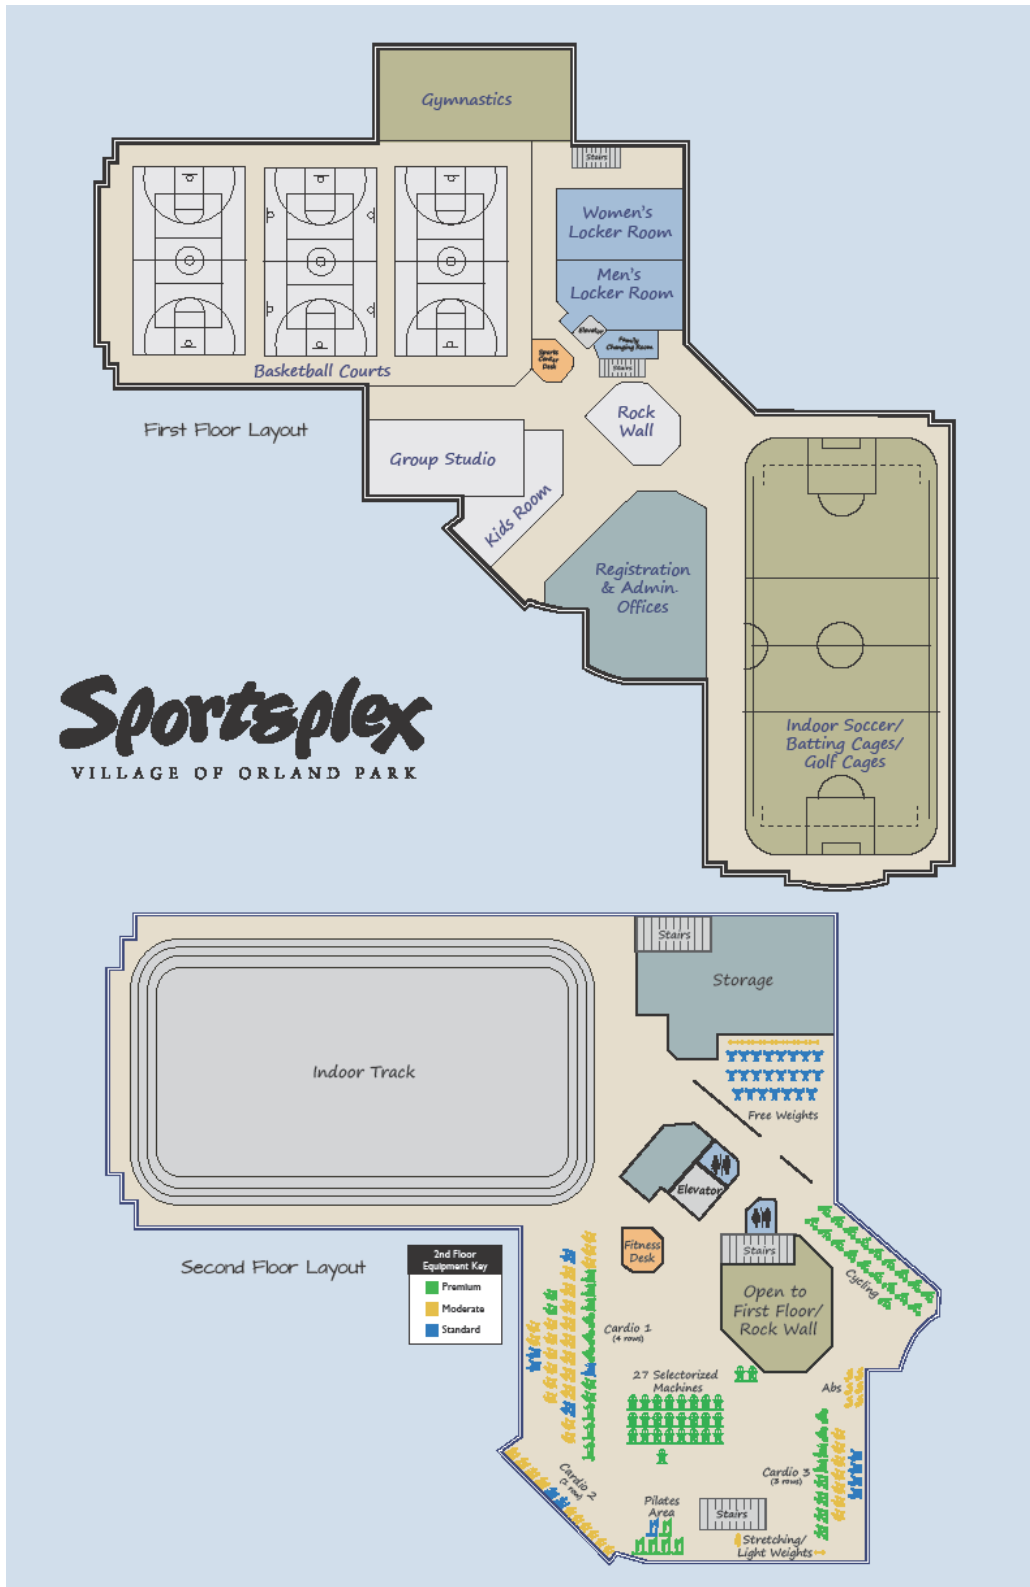 Gymnastics
Stairs
Women's
Locker Room
Men's
Locker Room
Elevator
Family
Changing Room
Sports
Center
Desk
Stairs
Basketball Courts
First Floor Layout
Rock
Wall
Group Studio
Kids Room
Registration
& Admin.
Offices
Sportsplex
VILLAGE OF ORLAND PARK
Indoor Soccer/
Batting Cages/
Golf Cages
Stairs
Storage
Indoor Track
Free Weights
Elevator
Fitness
Desk
Stairs
Second Floor Layout
2nd Floor
Equipment Key
Premium
Moderate
Standard
Cycling
Open to
First Floor/
Rock Wall
Cardio 1
(4 rows)
27 Selectorized
Machines
Abs
Cardio 2
(1 row)
Cardio 3
(3 rows)
Pilates
Area
Stairs
Stretching/
Light Weights